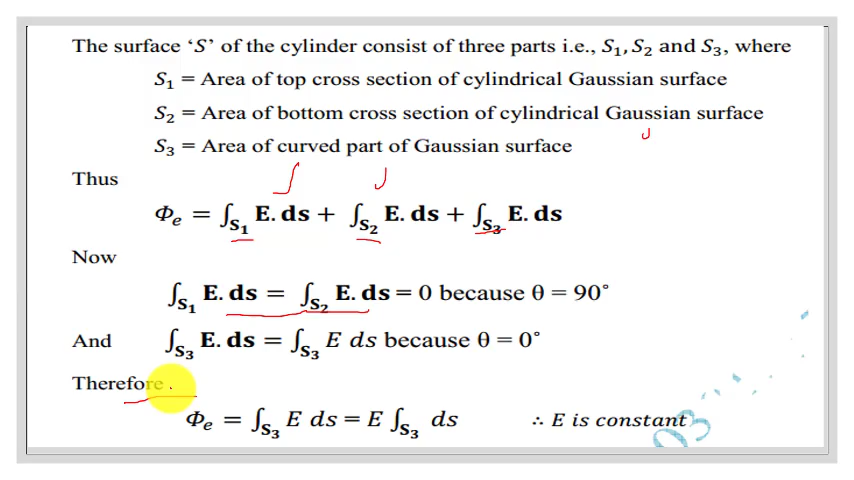 The surface ‘S’ of the cylinder consist of three parts i.e., S₁, S₂ and S₃, where
S₁ = Area of top cross section of cylindrical Gaussian surface
S₂ = Area of bottom cross section of cylindrical Gaussian surface
S₃ = Area of curved part of Gaussian surface
Thus
Φₑ = ∫S₁ E. ds + ∫S₂ E. ds + ∫S₃ E. ds
Now
∫S₁ E. ds = ∫S₂ E. ds = 0 because θ = 90°
And ∫S₃ E. ds = ∫S₃ E ds because θ = 0°
Therefore
Φₑ = ∫S₃ E ds = E ∫S₃ ds ∴ E is constant
03